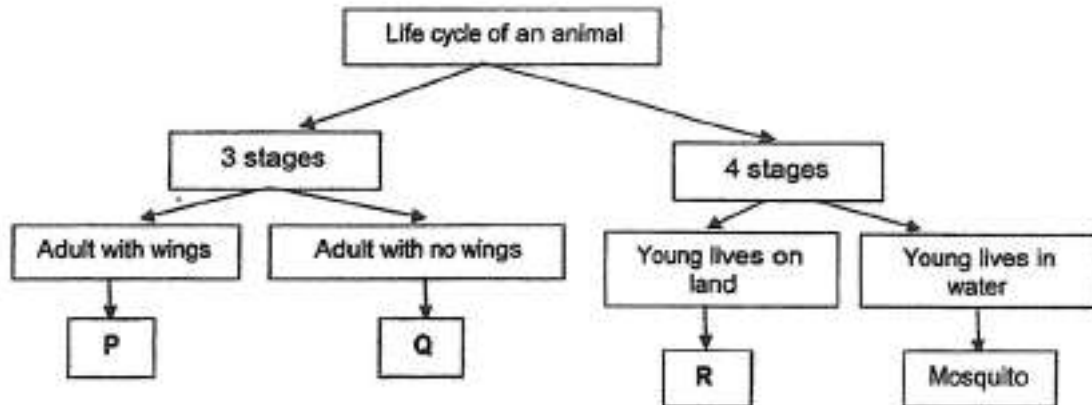 Life cycle of an animal
3 stages
4 stages
Adult with wings
Adult with no wings
Young lives on
land
Young lives in
water
P
Q
R
Mosquito